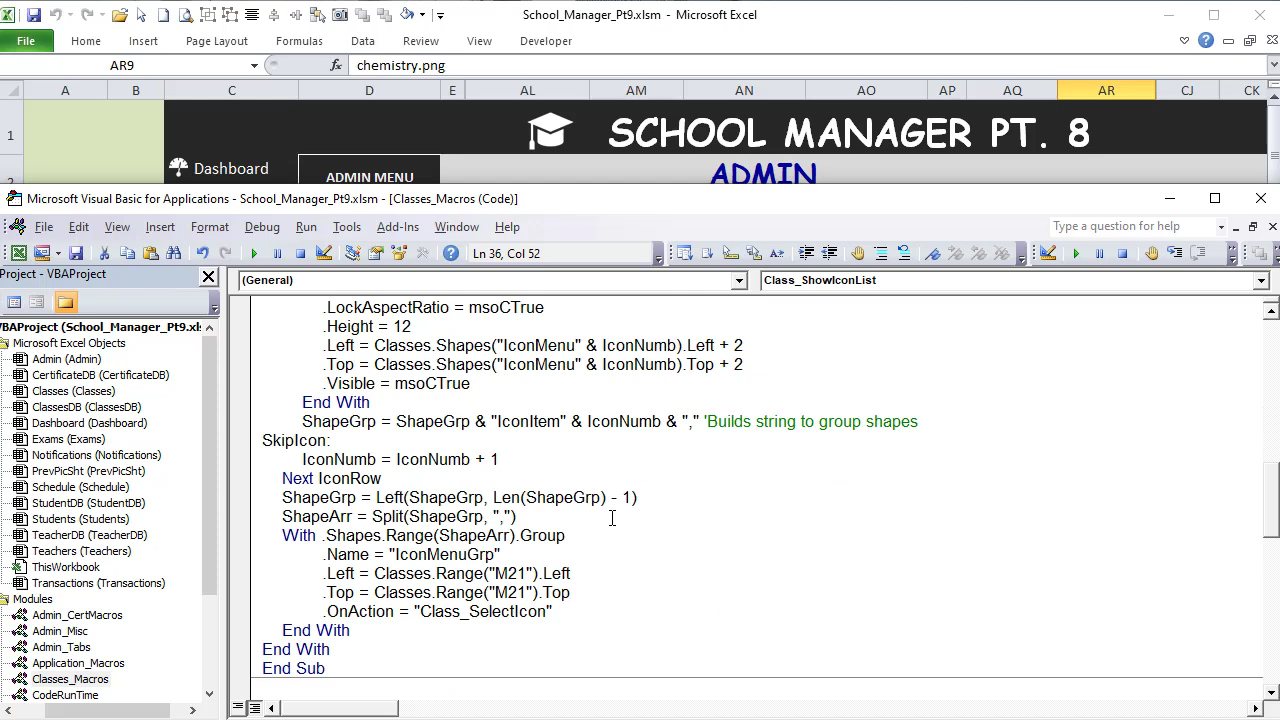 School_Manager_Pt9.xlsm - Microsoft Excel
File Home Insert Page Layout Formulas Data Review View Developer
AR9 fx chemistry.png
A B C D E AL AM AN AO AP AQ AR CJ CK
1 SCHOOL MANAGER PT. 8
Dashboard ADMIN MENU ADMIN
2
Microsoft Visual Basic for Applications - School_Manager_Pt9.xlsm - [Classes_Macros (Code)]
File Edit View Insert Format Debug Run Tools Add-Ins Window Help Type a question for help
Ln 36, Col 52
Project - VBAProject
(General) Class_ShowIconList
VBAProject (School_Manager_Pt9.xls
Microsoft Excel Objects
Admin (Admin)
CertificateDB (CertificateDB)
Classes (Classes)
ClassesDB (ClassesDB)
Dashboard (Dashboard)
Exams (Exams)
Notifications (Notifications)
PrevPicSht (PrevPicSht)
Schedule (Schedule)
StudentDB (StudentDB)
Students (Students)
TeacherDB (TeacherDB)
Teachers (Teachers)
ThisWorkbook
Transactions (Transactions)
Modules
Admin_CertMacros
Admin_Misc
Admin_Tabs
Application_Macros
Classes_Macros
CodeRunTime
.LockAspectRatio = msoCTrue
.Height = 12
.Left = Classes.Shapes("IconMenu" & IconNumb).Left + 2
.Top = Classes.Shapes("IconMenu" & IconNumb).Top + 2
.Visible = msoCTrue
End With
ShapeGrp = ShapeGrp & "IconItem" & IconNumb & "," 'Builds string to group shapes
SkipIcon:
IconNumb = IconNumb + 1
Next IconRow
ShapeGrp = Left(ShapeGrp, Len(ShapeGrp) - 1)
ShapeArr = Split(ShapeGrp, ",")
With .Shapes.Range(ShapeArr).Group
.Name = "IconMenuGrp"
.Left = Classes.Range("M21").Left
.Top = Classes.Range("M21").Top
.OnAction = "Class_SelectIcon"
End With
End With
End Sub